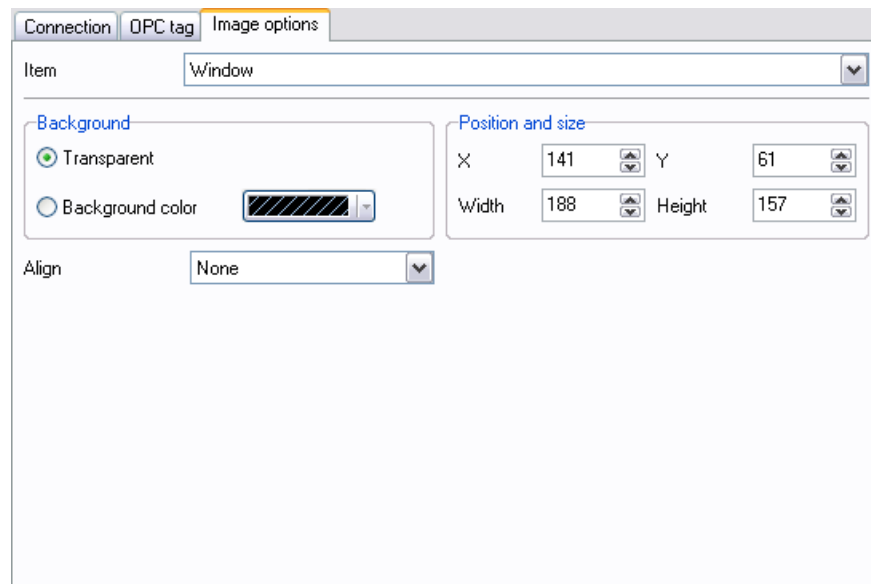 Connection OPC tag Image options
Item Window
Background
Transparent
Background color
Position and size
X 141 Y 61
Width 188 Height 157
Align None